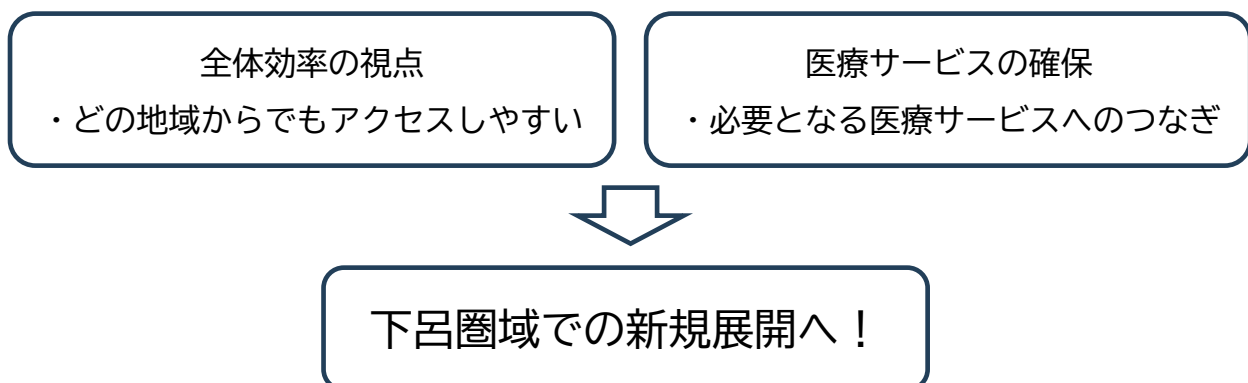 全体効率の視点
・どの地域からでもアクセスしやすい
医療サービスの確保
・必要となる医療サービスへのつなぎ
下呂圏域での新規展開へ！